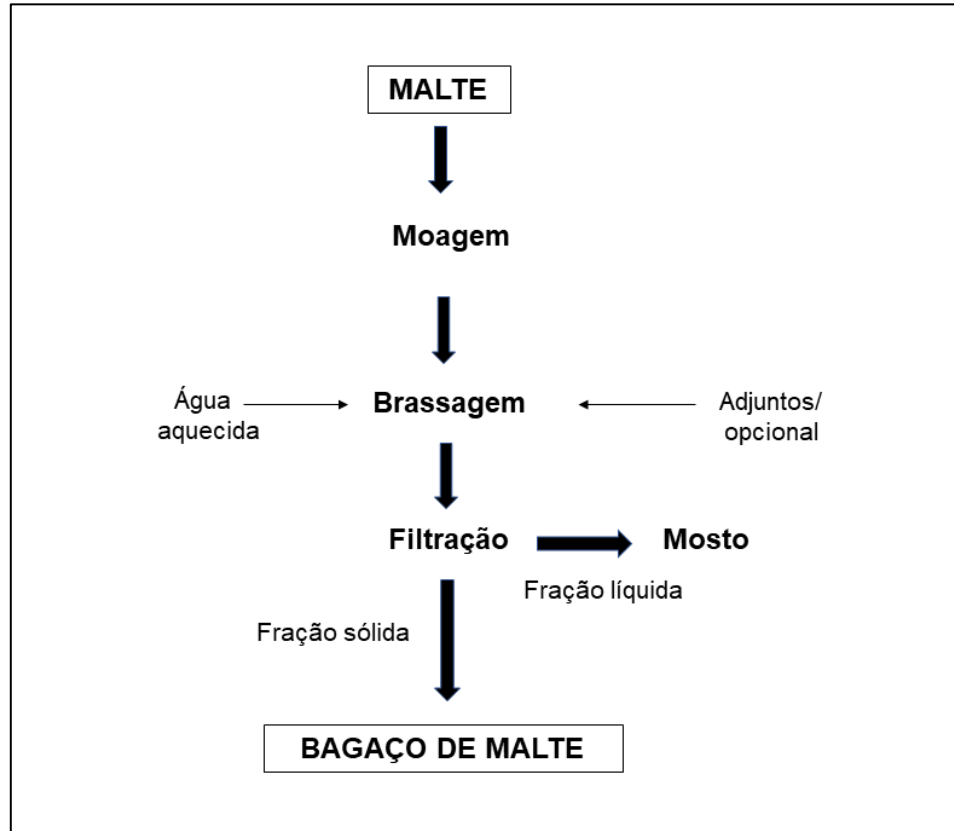 MALTE
Moagem
Água
aquecida
Brassagem
Adjuntos/
opcional
Filtração
Mosto
Fração líquida
Fração sólida
BAGAÇO DE MALTE